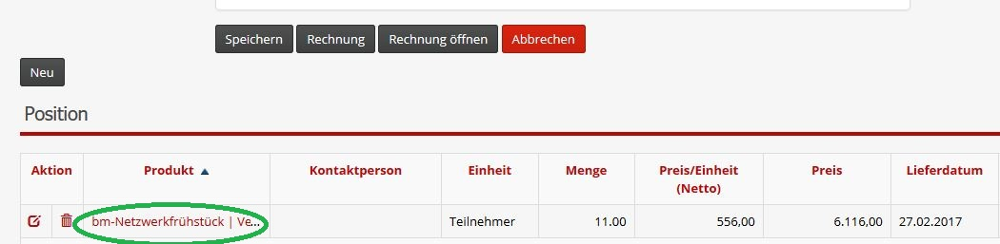 Speichern Rechnung Rechnung öffnen Abbrechen
Neu
Position
Aktion Produkt ▲ Kontaktperson Einheit Menge Preis/Einheit (Netto) Preis Lieferdatum
bm-Netzwerkfrühstück | Ve... Teilnehmer 11.00 556,00 6.116,00 27.02.2017